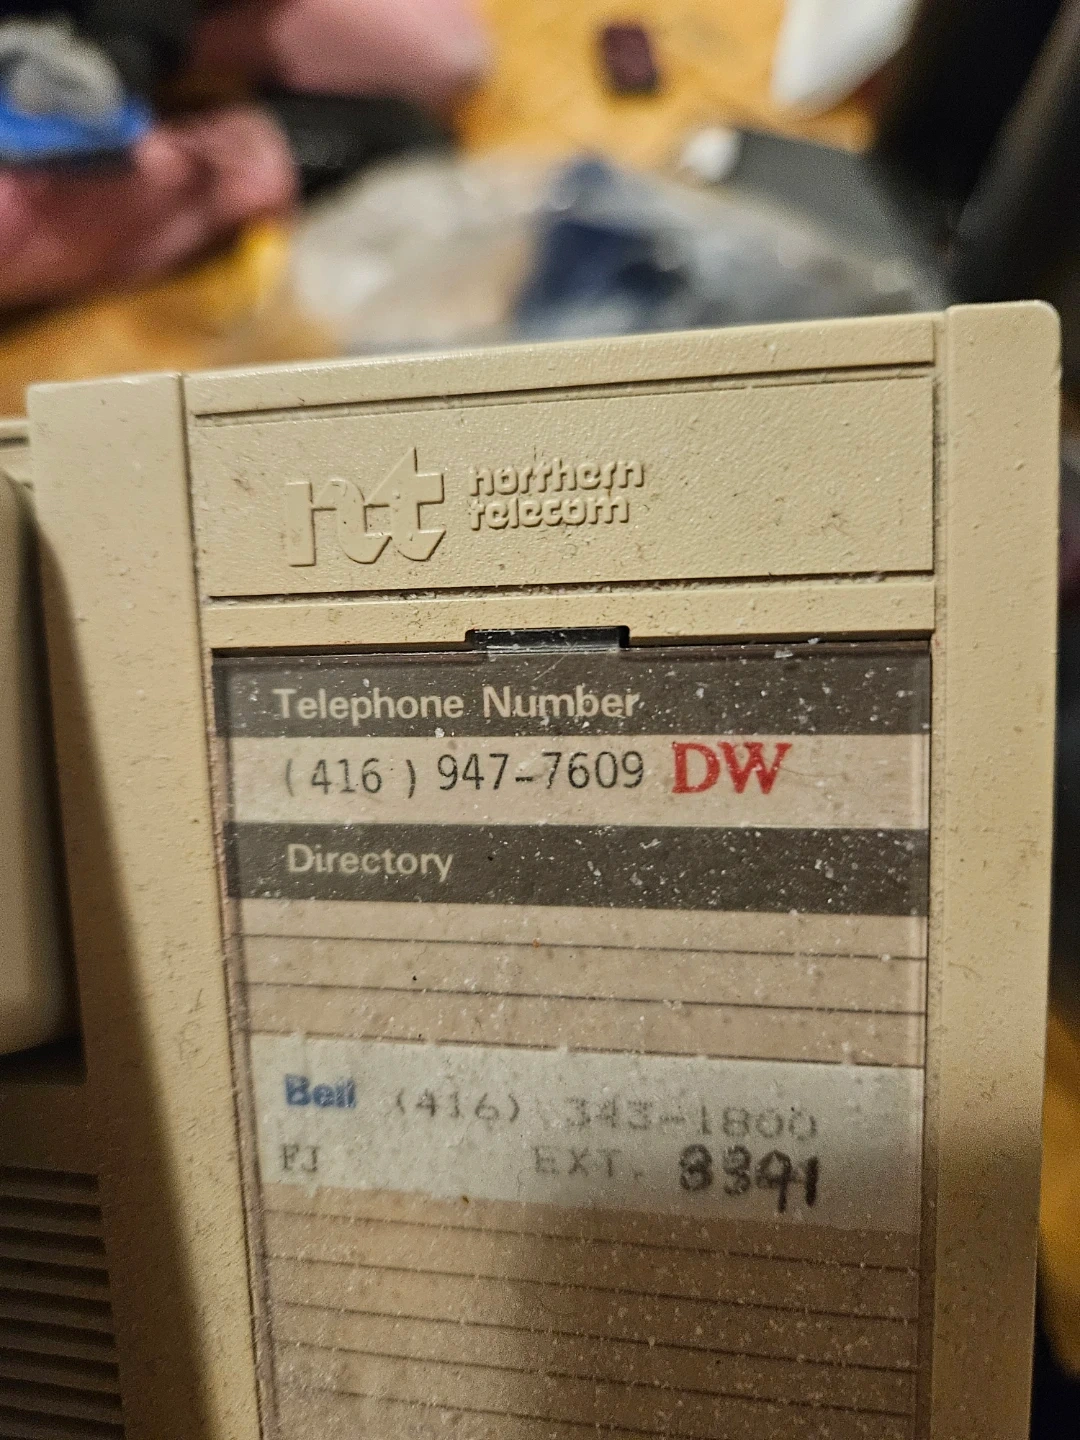 nt northern
telecom
Telephone Number
(416) 947-7609 DW
Directory
Bell (416) 343-1800
FJ EXT.